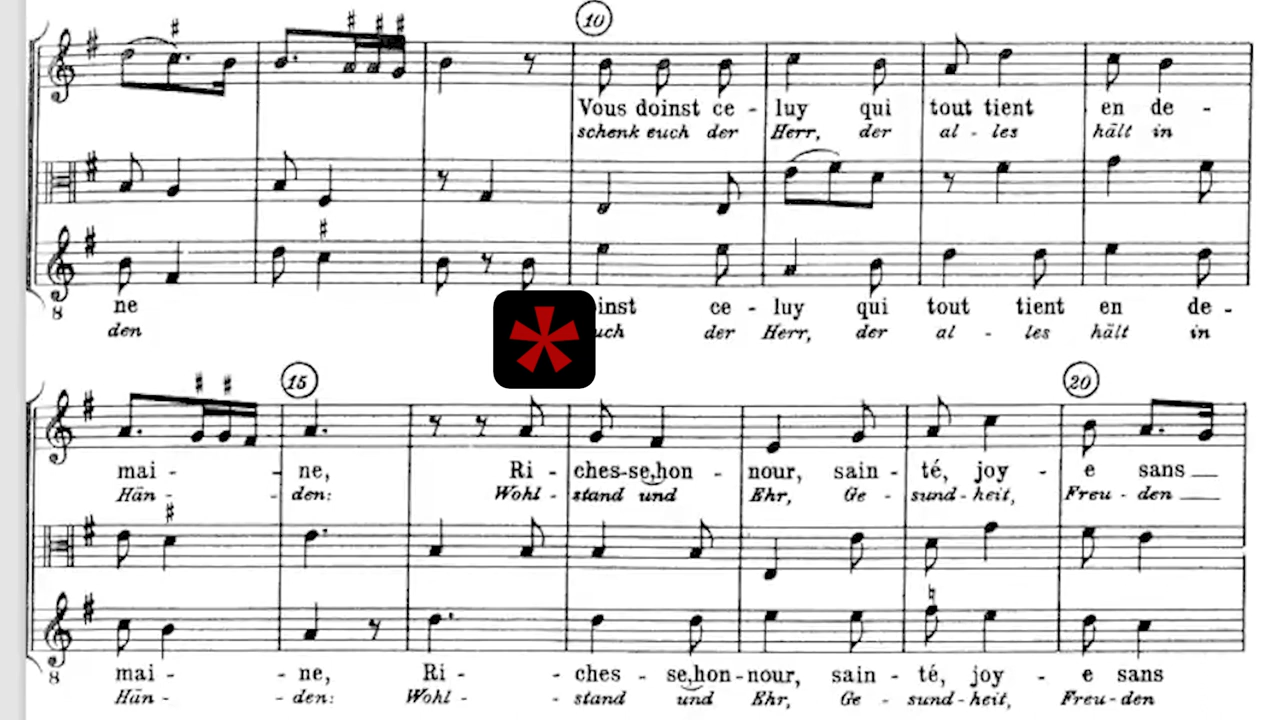 10
Vous doinst ce - luy qui tout tient en de -
schenk euch der Herr, der al - les hält in
8
ne inst ce - luy qui tout tient en de -
den der Herr, der al - les hält in
15 20
mai - - ne, Ri - ches-se,hon - nour, sain - té, joy - e sans
Hän - - den: Wohl - stand und Ehr, Ge - sund - heit, Freu - den
8
mai - - ne, Ri - - ches - se,hon - nour, sain - té, joy - e sans
Hän - - den: Wohl - - stand und Ehr, Ge - sund - heit, Freu - den